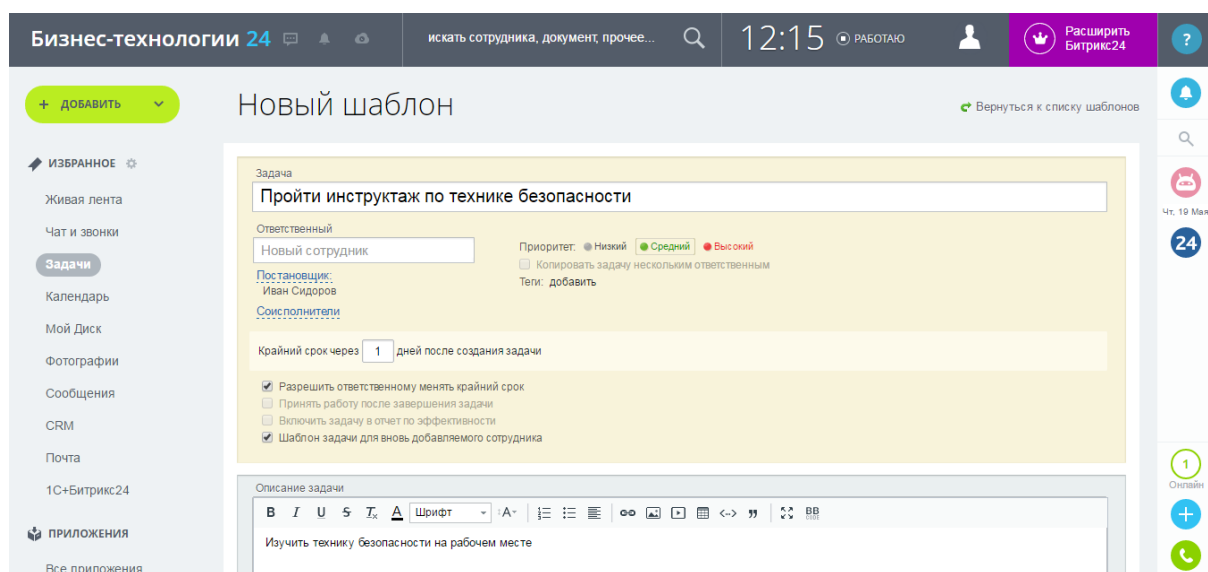 Бизнес-технологии 24
искать сотрудника, документ, прочее...
12:15 РАБОТАЮ
Расширить
Битрикс24
?
+ ДОБАВИТЬ
Новый шаблон
Вернуться к списку шаблонов
ИЗБРАННОЕ
Живая лента
Чат и звонки
Задачи
Календарь
Мой Диск
Фотографии
Сообщения
CRM
Почта
1С+Битрикс24
ПРИЛОЖЕНИЯ
Все приложения
Задача
Пройти инструктаж по технике безопасности
Ответственный
Новый сотрудник
Приоритет: Низкий Средний Высокий
Копировать задачу нескольким ответственным
Теги: добавить
Постановщик:
Иван Сидоров
Соисполнители
Крайний срок через 1 дней после создания задачи
Разрешить ответственному менять крайний срок
Принять работу после завершения задачи
Включить задачу в отчет по эффективности
Шаблон задачи для вновь добавляемого сотрудника
Описание задачи
B I U S Tx A Шрифт A BB CODE
Изучить технику безопасности на рабочем месте
Чт, 19 Мая
24
1
Онлайн